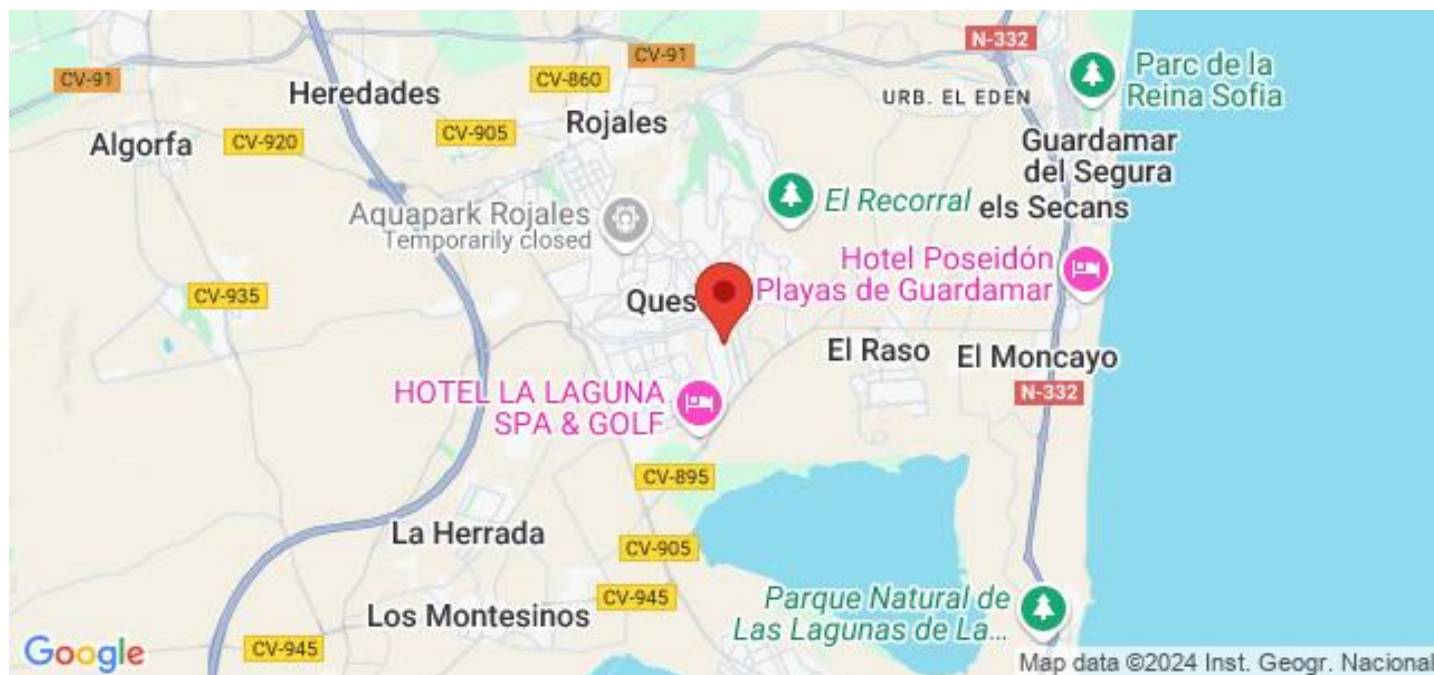 N-332
CV-91
Parc de la
Reina Sofia
CV-91
CV-860
Heredades
URB. EL EDEN
Rojales
CV-905
Algorfa
CV-920
Guardamar
del Segura
El Recorral
els Secans
Aquapark Rojales
Temporarily closed
Hotel Poseidón
Playas de Guardamar
CV-935
El Raso
El Moncayo
HOTEL LA LAGUNA
SPA & GOLF
N-332
CV-895
La Herrada
CV-905
CV-945
Los Montesinos
Parque Natural de
Las Lagunas de La...
CV-945
Google
Map data ©2024 Inst. Geogr. Nacional